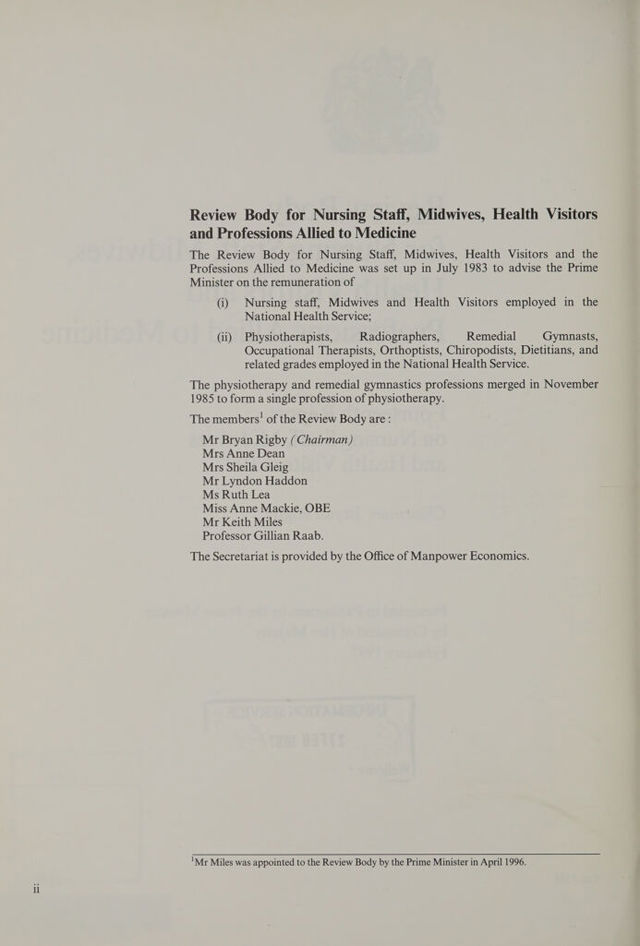 Review Body for Nursing Staff, Midwives, Health Visitors
and Professions Allied to Medicine
The Review Body for Nursing Staff, Midwives, Health Visitors and the
Professions Allied to Medicine was set up in July 1983 to advise the Prime
Minister on the remuneration of
(i) Nursing staff, Midwives and Health Visitors employed in the
National Health Service;
(ii) Physiotherapists, Radiographers, Remedial Gymnasts,
Occupational Therapists, Orthoptists, Chiropodists, Dietitians, and
related grades employed in the National Health Service.
The physiotherapy and remedial gymnastics professions merged in November
1985 to form a single profession of physiotherapy.
The members¹ of the Review Body are :
Mr Bryan Rigby (Chairman)
Mrs Anne Dean
Mrs Sheila Gleig
Mr Lyndon Haddon
Ms Ruth Lea
Miss Anne Mackie, OBE
Mr Keith Miles
Professor Gillian Raab.
The Secretariat is provided by the Office of Manpower Economics.
¹Mr Miles was appointed to the Review Body by the Prime Minister in April 1996.
ii